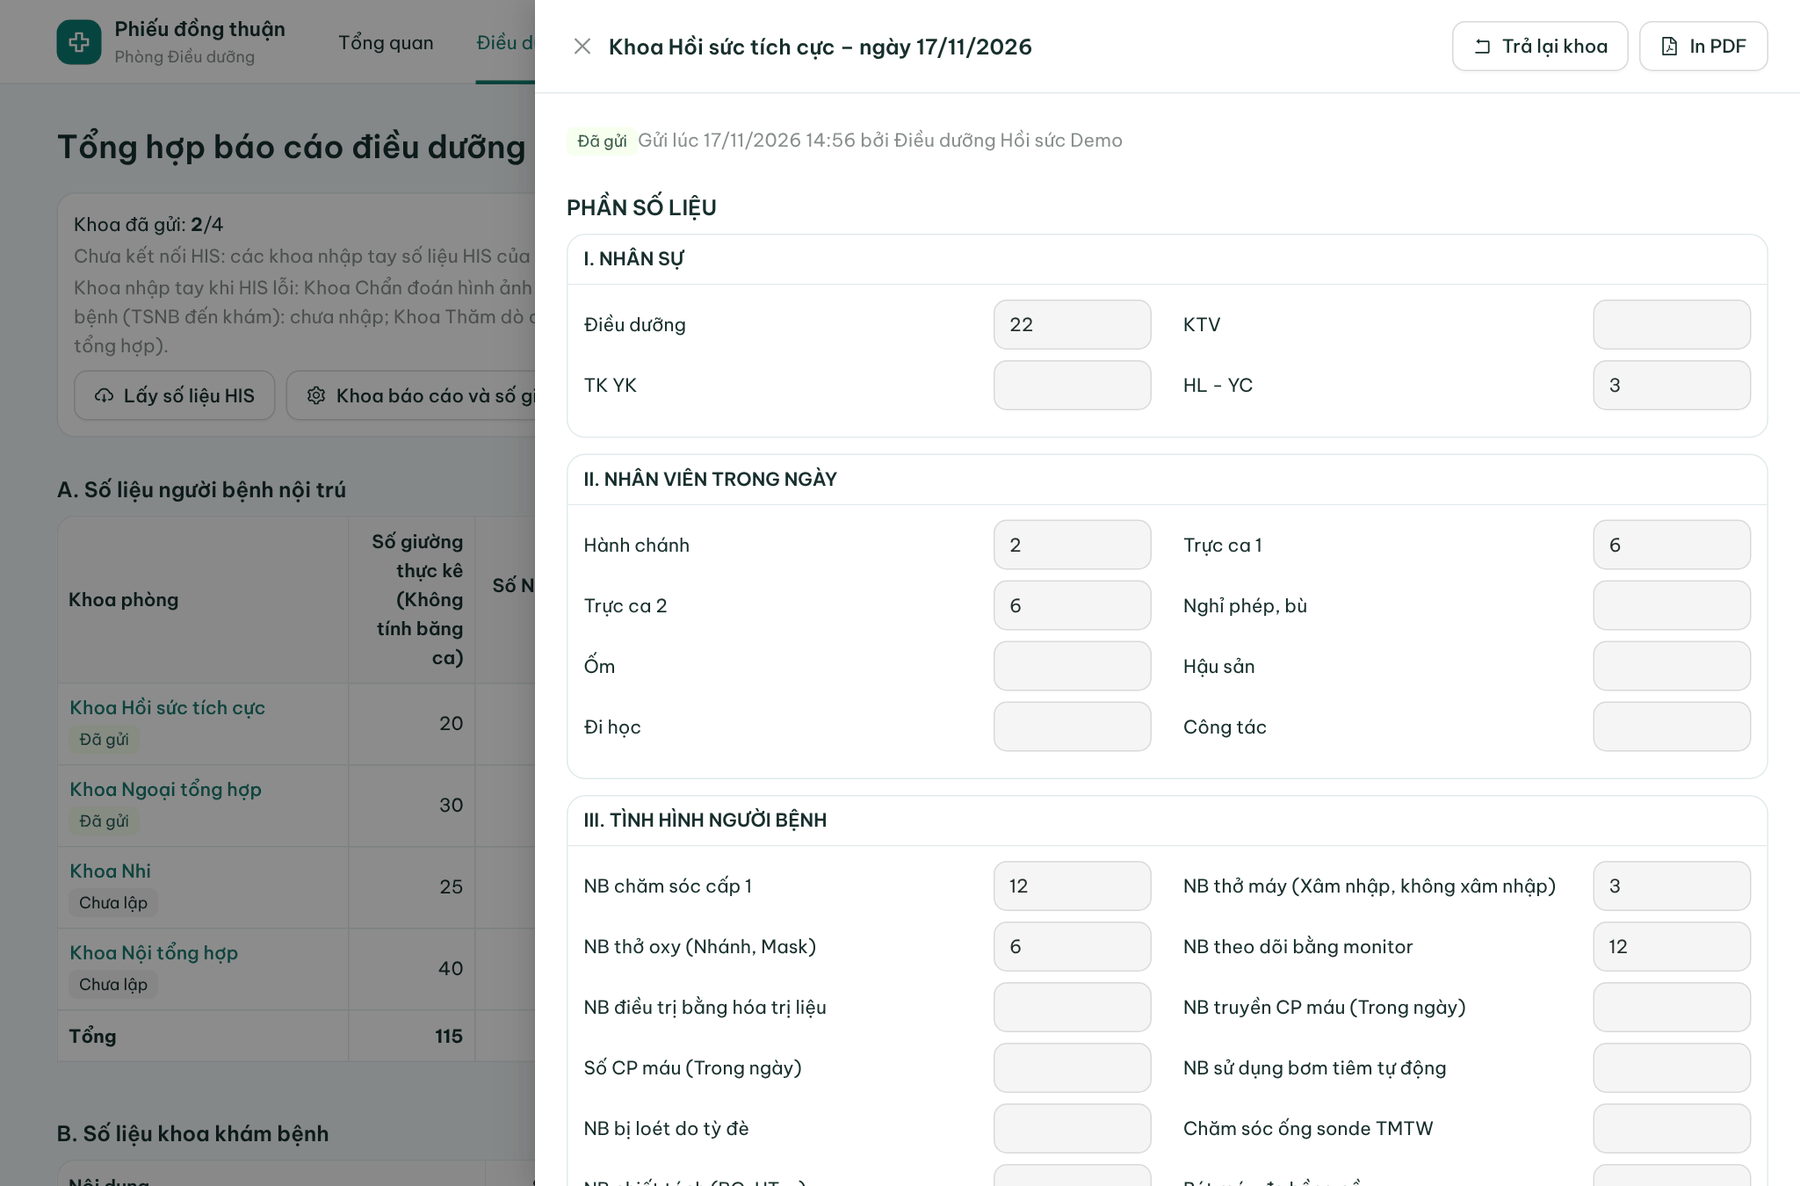 Phiếu đồng thuận
Phòng Điều dưỡng
Tổng quan
Điều d
Tổng hợp báo cáo điều dưỡng
Khoa đã gửi: 2/4
Chưa kết nối HIS: các khoa nhập tay số liệu HIS của
Khoa nhập tay khi HIS lỗi: Khoa Chẩn đoán hình ảnh
bệnh (TSNB đến khám): chưa nhập; Khoa Thăm dò c
tổng hợp).
Lấy số liệu HIS
Khoa báo cáo và số gi
A. Số liệu người bệnh nội trú
Khoa phòng
Số giường thực kê (Không tính băng ca)
Số N
Khoa Hồi sức tích cực
Đã gửi
20
Khoa Ngoại tổng hợp
Đã gửi
30
Khoa Nhi
Chưa lập
25
Khoa Nội tổng hợp
Chưa lập
40
Tổng
115
B. Số liệu khoa khám bệnh
Nội dung
Khoa Hồi sức tích cực – ngày 17/11/2026
Trả lại khoa
In PDF
Đã gửi Gửi lúc 17/11/2026 14:56 bởi Điều dưỡng Hồi sức Demo
PHẦN SỐ LIỆU
I. NHÂN SỰ
Điều dưỡng 22 KTV
TK YK HL - YC 3
II. NHÂN VIÊN TRONG NGÀY
Hành chánh 2 Trực ca 1 6
Trực ca 2 6 Nghỉ phép, bù
Ốm Hậu sản
Đi học Công tác
III. TÌNH HÌNH NGƯỜI BỆNH
NB chăm sóc cấp 1 12 NB thở máy (Xâm nhập, không xâm nhập) 3
NB thở oxy (Nhánh, Mask) 6 NB theo dõi bằng monitor 12
NB điều trị bằng hóa trị liệu NB truyền CP máu (Trong ngày)
Số CP máu (Trong ngày) NB sử dụng bơm tiêm tự động
NB bị loét do tỳ đè Chăm sóc ống sonde TMTW